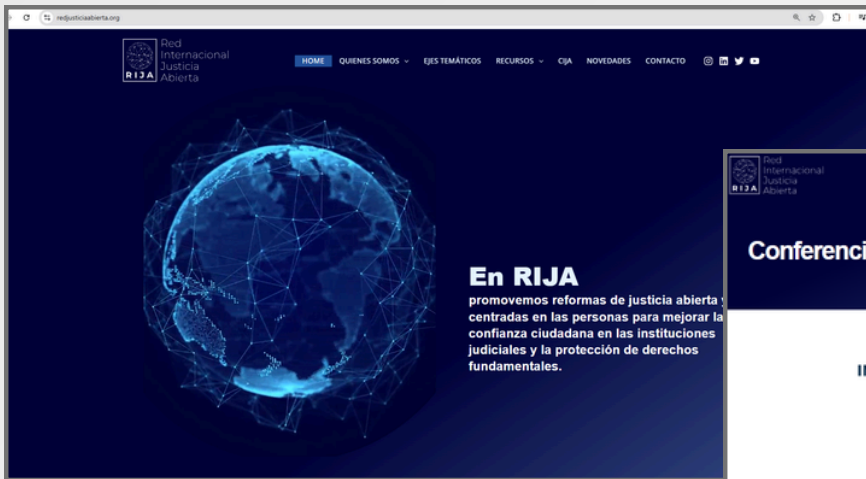 redjusticiaabierta.org
Red
Internacional
Justicia
Abierta
RIJA
HOME QUIENES SOMOS EJES TEMÁTICOS RECURSOS CIJA NOVEDADES CONTACTO
En RIJA
promovemos reformas de justicia abierta y
centradas en las personas para mejorar la
confianza ciudadana en las instituciones
judiciales y la protección de derechos
fundamentales.
Red
Internacional
Justicia
Abierta
RIJA
Conferenci